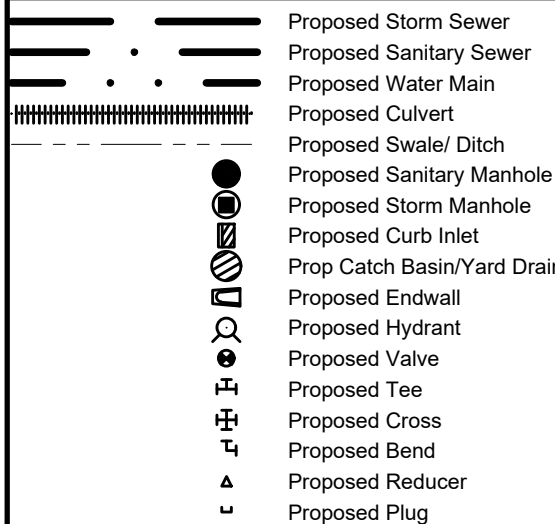 Proposed Storm Sewer
Proposed Sanitary Sewer
Proposed Water Main
Proposed Culvert
Proposed Swale/ Ditch
Proposed Sanitary Manhole
Proposed Storm Manhole
Proposed Curb Inlet
Prop Catch Basin/Yard Drain
Proposed Endwall
Proposed Hydrant
Proposed Valve
Proposed Tee
Proposed Cross
Proposed Bend
Proposed Reducer
Proposed Plug